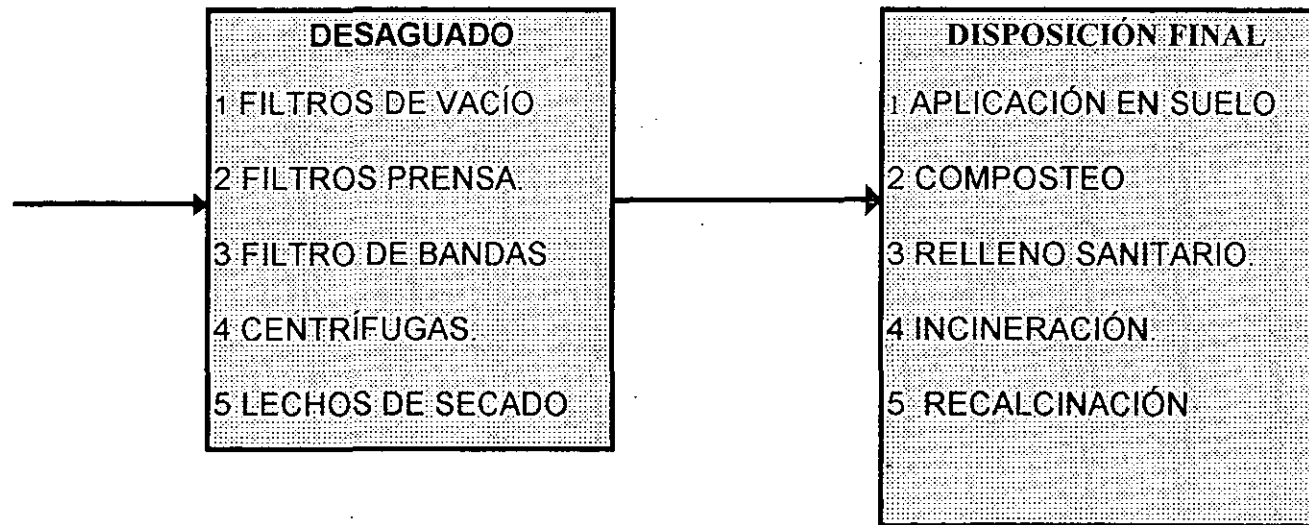 DESAGUADO
1 FILTROS DE VACÍO
2 FILTROS PRENSA.
3 FILTRO DE BANDAS
4 CENTRÍFUGAS.
5 LECHOS DE SECADO
DISPOSICIÓN FINAL
1 APLICACIÓN EN SUELO
2 COMPOSTEO
3 RELLENO SANITARIO.
4 INCINERACIÓN.
5 RECALCINACIÓN